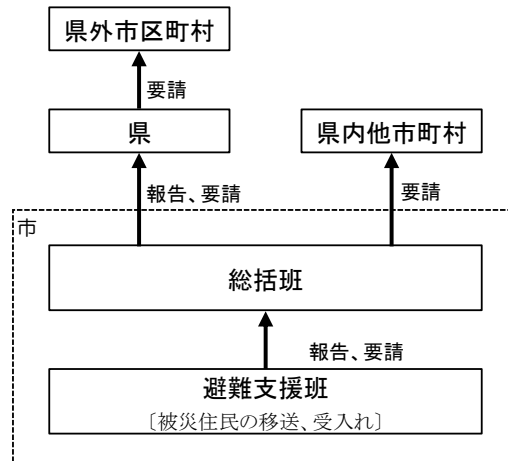 県外市区町村
要請
県
県内他市町村
報告、要請
要請
市
総括班
報告、要請
避難支援班
〔被災住民の移送、受入れ〕